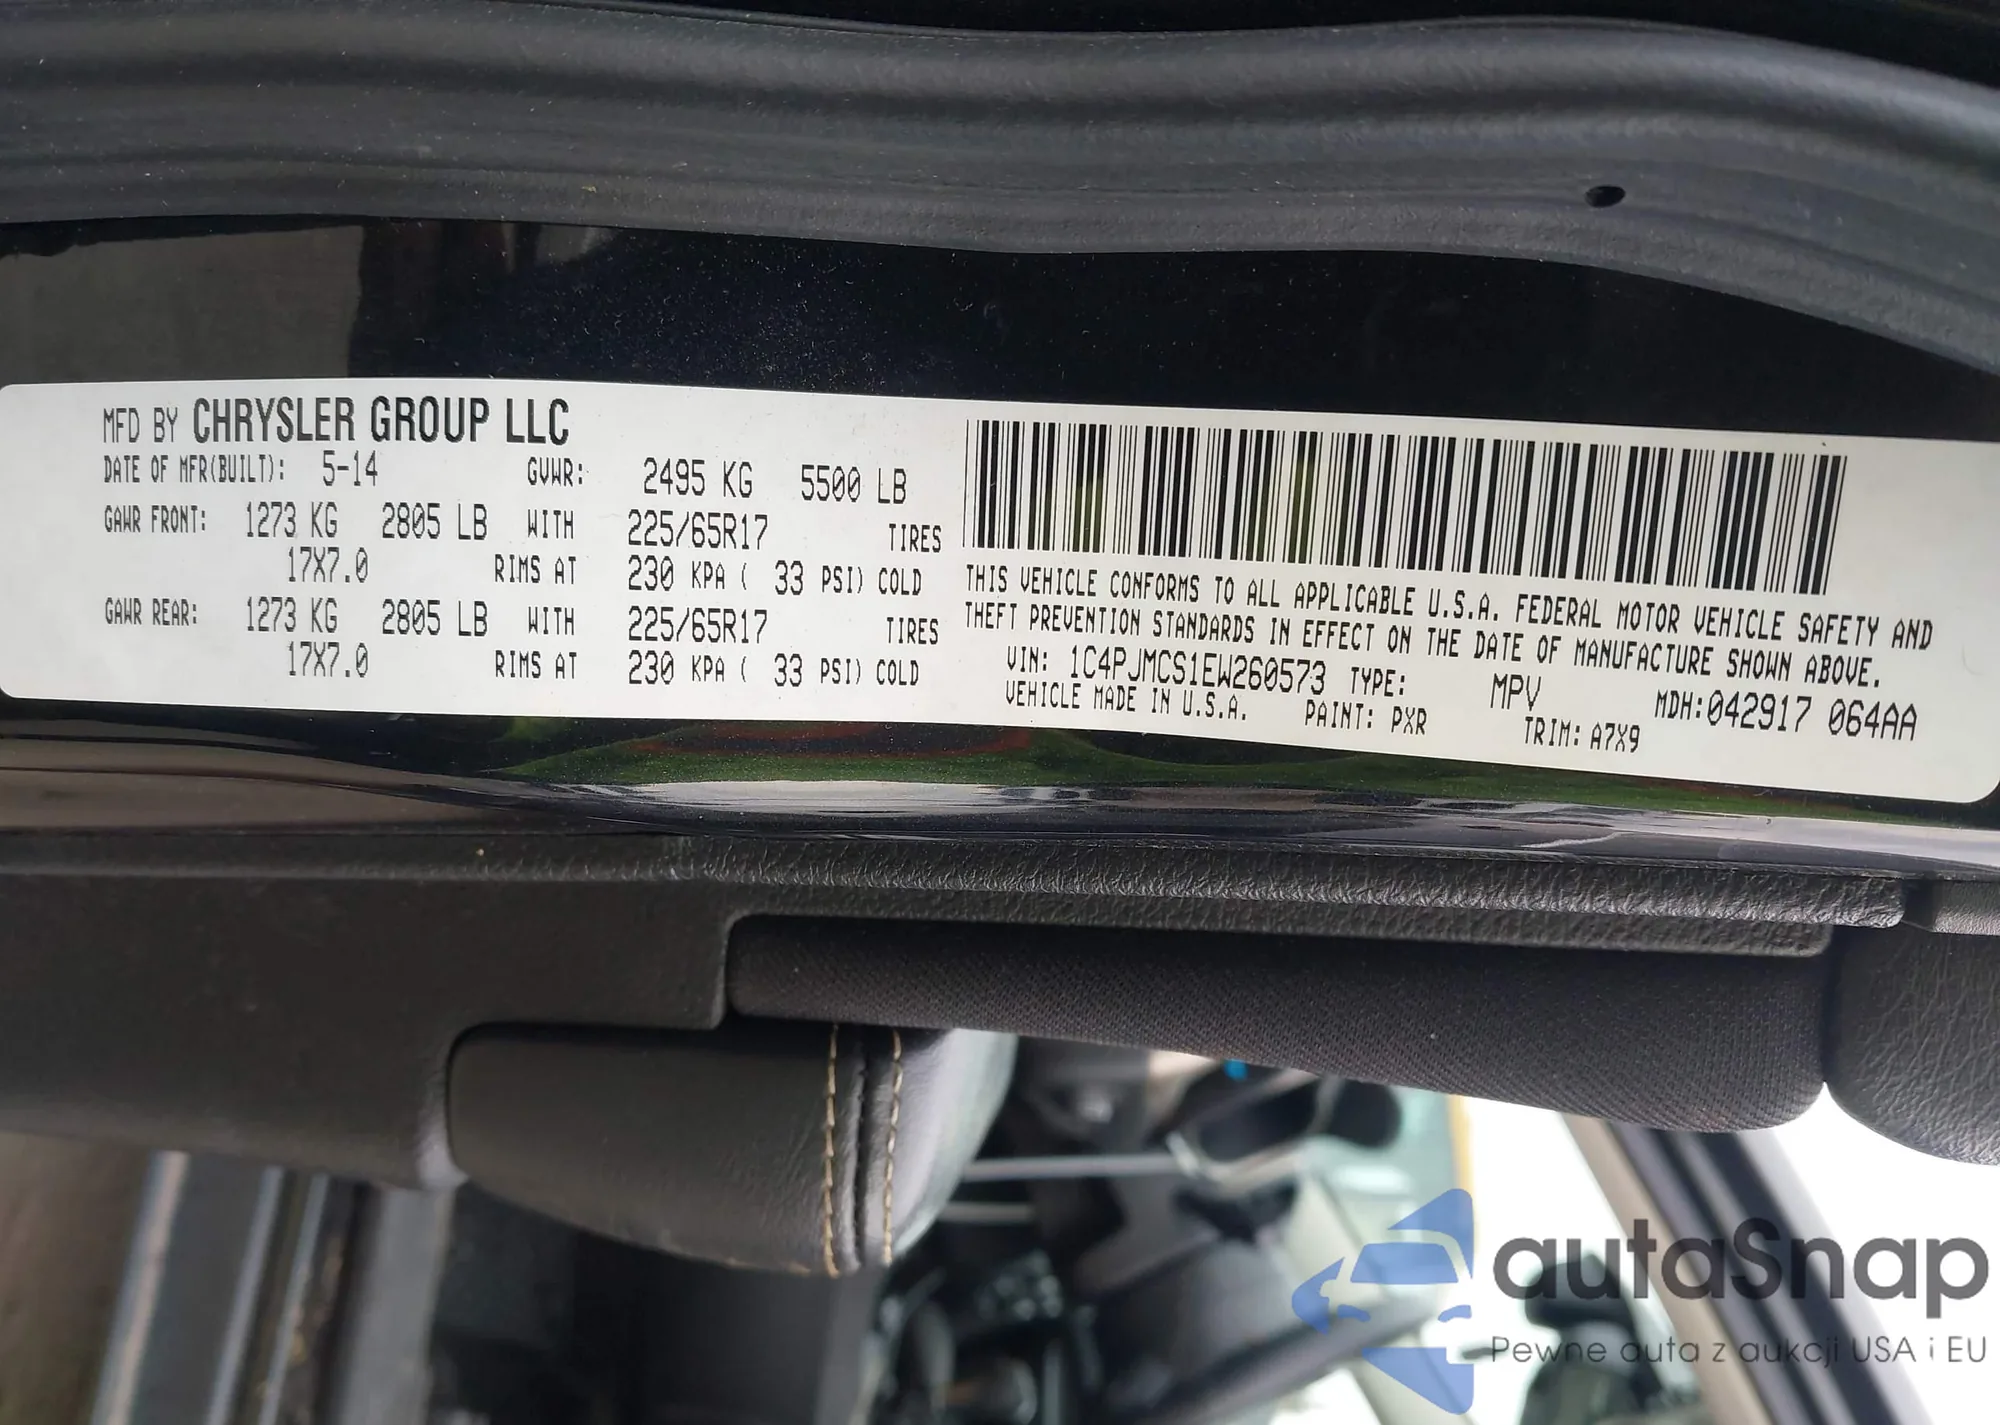 MFD BY CHRYSLER GROUP LLC
DATE OF MFR(BUILT): 5-14 GVWR: 2495 KG 5500 LB
GAWR FRONT: 1273 KG 2805 LB WITH 225/65R17 TIRES
17X7.0 RIMS AT 230 KPA ( 33 PSI) COLD
GAWR REAR: 1273 KG 2805 LB WITH 225/65R17 TIRES
17X7.0 RIMS AT 230 KPA ( 33 PSI) COLD
THIS VEHICLE CONFORMS TO ALL APPLICABLE U.S.A. FEDERAL MOTOR VEHICLE SAFETY AND
THEFT PREVENTION STANDARDS IN EFFECT ON THE DATE OF MANUFACTURE SHOWN ABOVE.
VIN: 1C4PJMCS1EW260573 TYPE: MPV MDH:042917 064AA
VEHICLE MADE IN U.S.A. PAINT: PXR TRIM: A7X9
autaSnap
Pewne auta z aukcji USA i EU